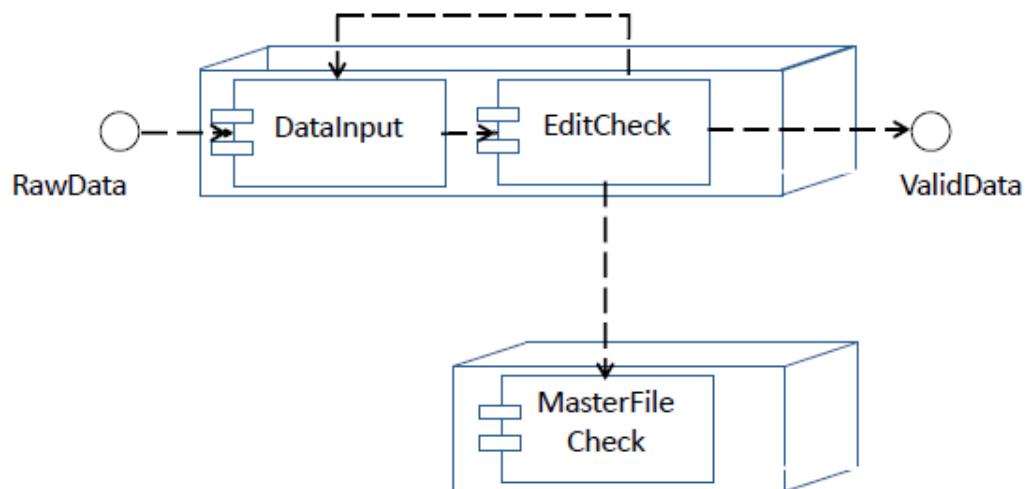 DataInput
EditCheck
RawData
ValidData
MasterFile
Check